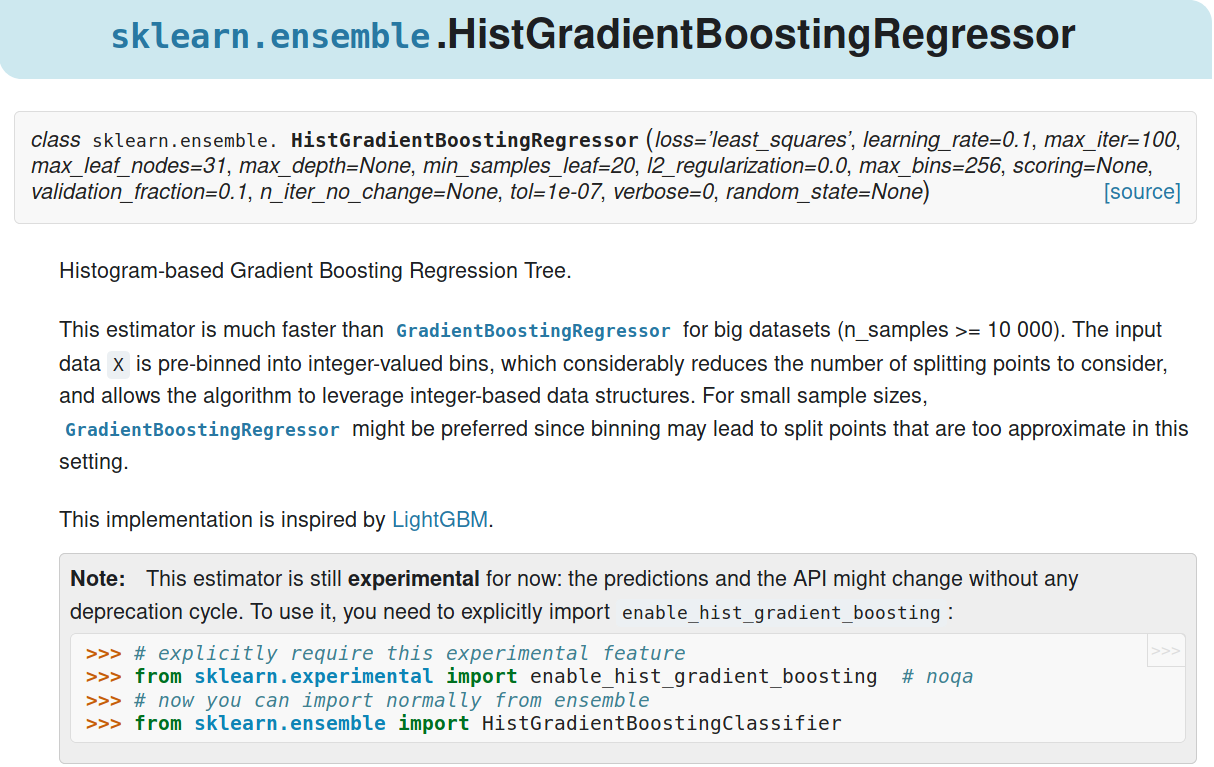 sklearn.ensemble.HistGradientBoostingRegressor
class sklearn.ensemble. HistGradientBoostingRegressor (loss=’least_squares’, learning_rate=0.1, max_iter=100,
max_leaf_nodes=31, max_depth=None, min_samples_leaf=20, l2_regularization=0.0, max_bins=256, scoring=None,
validation_fraction=0.1, n_iter_no_change=None, tol=1e-07, verbose=0, random_state=None) [source]
Histogram-based Gradient Boosting Regression Tree.
This estimator is much faster than GradientBoostingRegressor for big datasets (n_samples >= 10 000). The input
data X is pre-binned into integer-valued bins, which considerably reduces the number of splitting points to consider,
and allows the algorithm to leverage integer-based data structures. For small sample sizes,
GradientBoostingRegressor might be preferred since binning may lead to split points that are too approximate in this
setting.
This implementation is inspired by LightGBM.
Note: This estimator is still experimental for now: the predictions and the API might change without any
deprecation cycle. To use it, you need to explicitly import enable_hist_gradient_boosting :
>>> # explicitly require this experimental feature >>>
>>> from sklearn.experimental import enable_hist_gradient_boosting # noqa
>>> # now you can import normally from ensemble
>>> from sklearn.ensemble import HistGradientBoostingClassifier